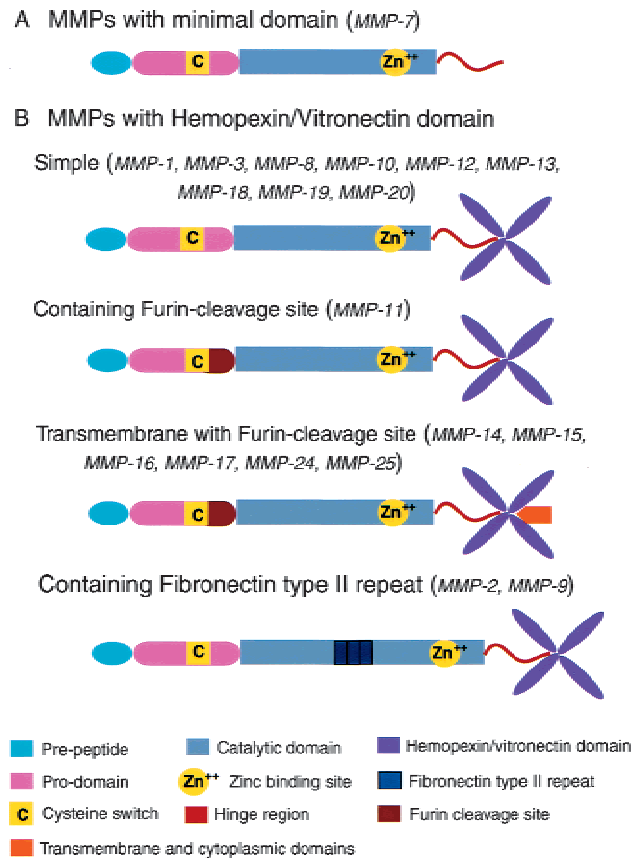 A MMPs with minimal domain (MMP-7)
C
Zn++
B MMPs with Hemopexin/Vitronectin domain
Simple (MMP-1, MMP-3, MMP-8, MMP-10, MMP-12, MMP-13,
MMP-18, MMP-19, MMP-20)
C
Zn++
Containing Furin-cleavage site (MMP-11)
C
Zn++
Transmembrane with Furin-cleavage site (MMP-14, MMP-15,
MMP-16, MMP-17, MMP-24, MMP-25)
C
Zn++
Containing Fibronectin type II repeat (MMP-2, MMP-9)
C
Zn++
Pre-peptide
Catalytic domain
Hemopexin/vitronectin domain
Pro-domain
Zn++ Zinc binding site
Fibronectin type II repeat
C Cysteine switch
Hinge region
Furin cleavage site
Transmembrane and cytoplasmic domains